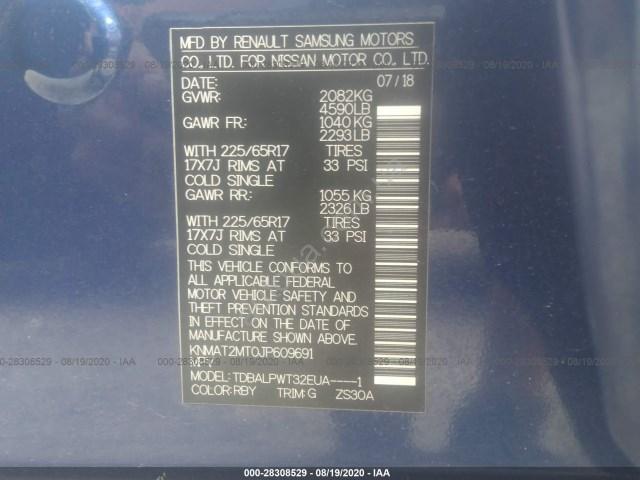 MFD BY RENAULT SAMSUNG MOTORS
CO., LTD. FOR NISSAN MOTOR CO., LTD.
DATE: 07/18
GVWR: 2082KG
4590LB
GAWR FR: 1040KG
2293LB
WITH 225/65R17 TIRES
17X7J RIMS AT 33 PSI
COLD SINGLE
GAWR RR: 1055KG
2326LB
WITH 225/65R17 TIRES
17X7J RIMS AT 33 PSI
COLD SINGLE
THIS VEHICLE CONFORMS TO
ALL APPLICABLE FEDERAL
MOTOR VEHICLE SAFETY AND
THEFT PREVENTION STANDARDS
IN EFFECT ON THE DATE OF
MANUFACTURE SHOWN ABOVE.
KNMAT2MT0JP609691
MPV
MODEL: TDBALPWT32EUA----1
COLOR: RBY TRIM: G ZS30A
000-28308529 - 08/19/2020 - IAA